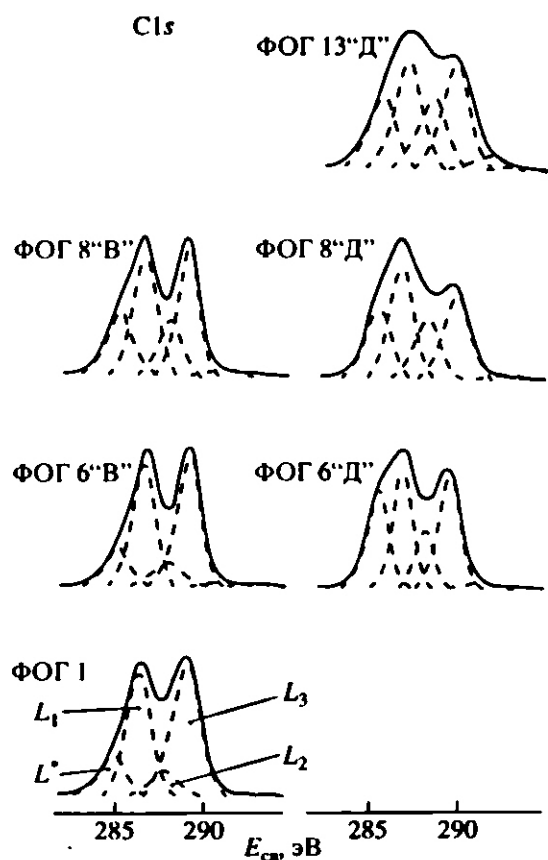 C1s
ФОГ 13“Д”
ФОГ 8“В”
ФОГ 8“Д”
ФОГ 6“В”
ФОГ 6“Д”
ФОГ 1
L₁
L₃
L*
L₂
285 290 285 290
Eсв, эВ